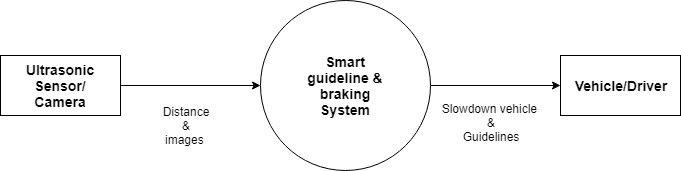 Ultrasonic
Sensor/
Camera
Distance
&
images
Smart
guideline &
braking
System
Slowdown vehicle
&
Guidelines
Vehicle/Driver